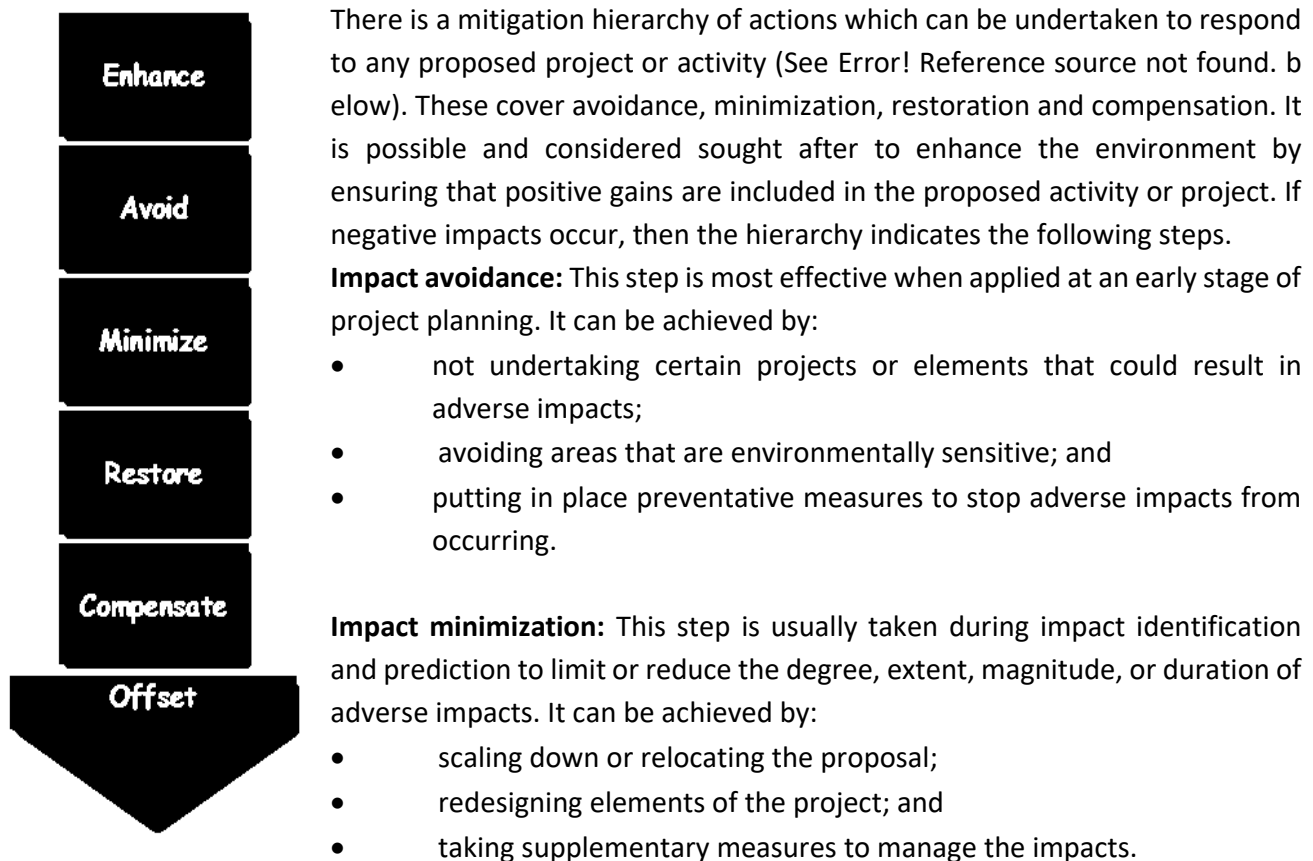 Enhance
Avoid
Minimize
Restore
Compensate
Offset
There is a mitigation hierarchy of actions which can be undertaken to respond
to any proposed project or activity (See Error! Reference source not found. b
elow). These cover avoidance, minimization, restoration and compensation. It
is possible and considered sought after to enhance the environment by
ensuring that positive gains are included in the proposed activity or project. If
negative impacts occur, then the hierarchy indicates the following steps.
Impact avoidance: This step is most effective when applied at an early stage of
project planning. It can be achieved by:
• not undertaking certain projects or elements that could result in
adverse impacts;
• avoiding areas that are environmentally sensitive; and
• putting in place preventative measures to stop adverse impacts from
occurring.
Impact minimization: This step is usually taken during impact identification
and prediction to limit or reduce the degree, extent, magnitude, or duration of
adverse impacts. It can be achieved by:
• scaling down or relocating the proposal;
• redesigning elements of the project; and
• taking supplementary measures to manage the impacts.